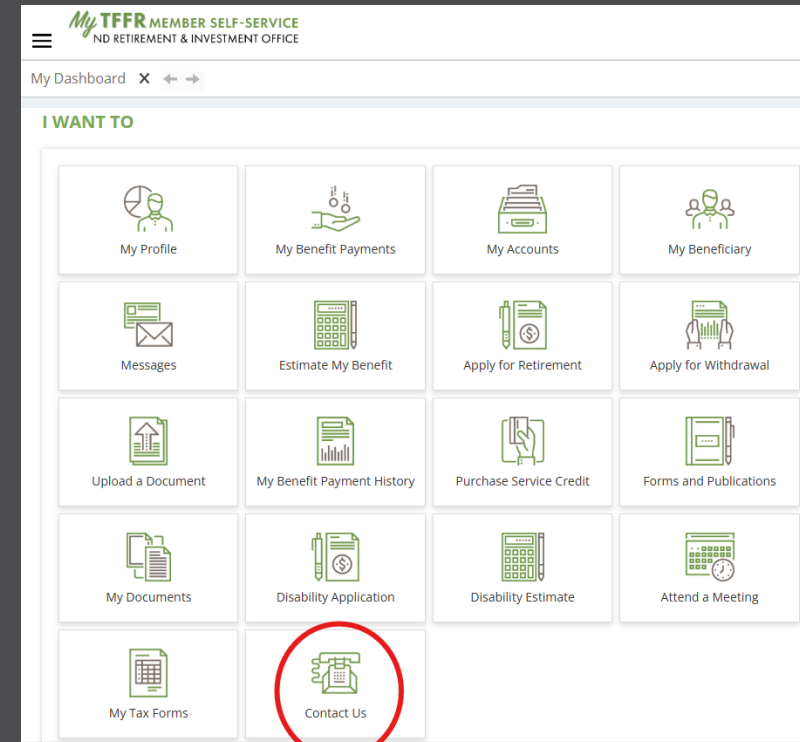 My TFFR MEMBER SELF-SERVICE
ND RETIREMENT & INVESTMENT OFFICE
My Dashboard
I WANT TO
My Profile
My Benefit Payments
My Accounts
My Beneficiary
Messages
Estimate My Benefit
Apply for Retirement
Apply for Withdrawal
Upload a Document
My Benefit Payment History
Purchase Service Credit
Forms and Publications
My Documents
Disability Application
Disability Estimate
Attend a Meeting
My Tax Forms
Contact Us